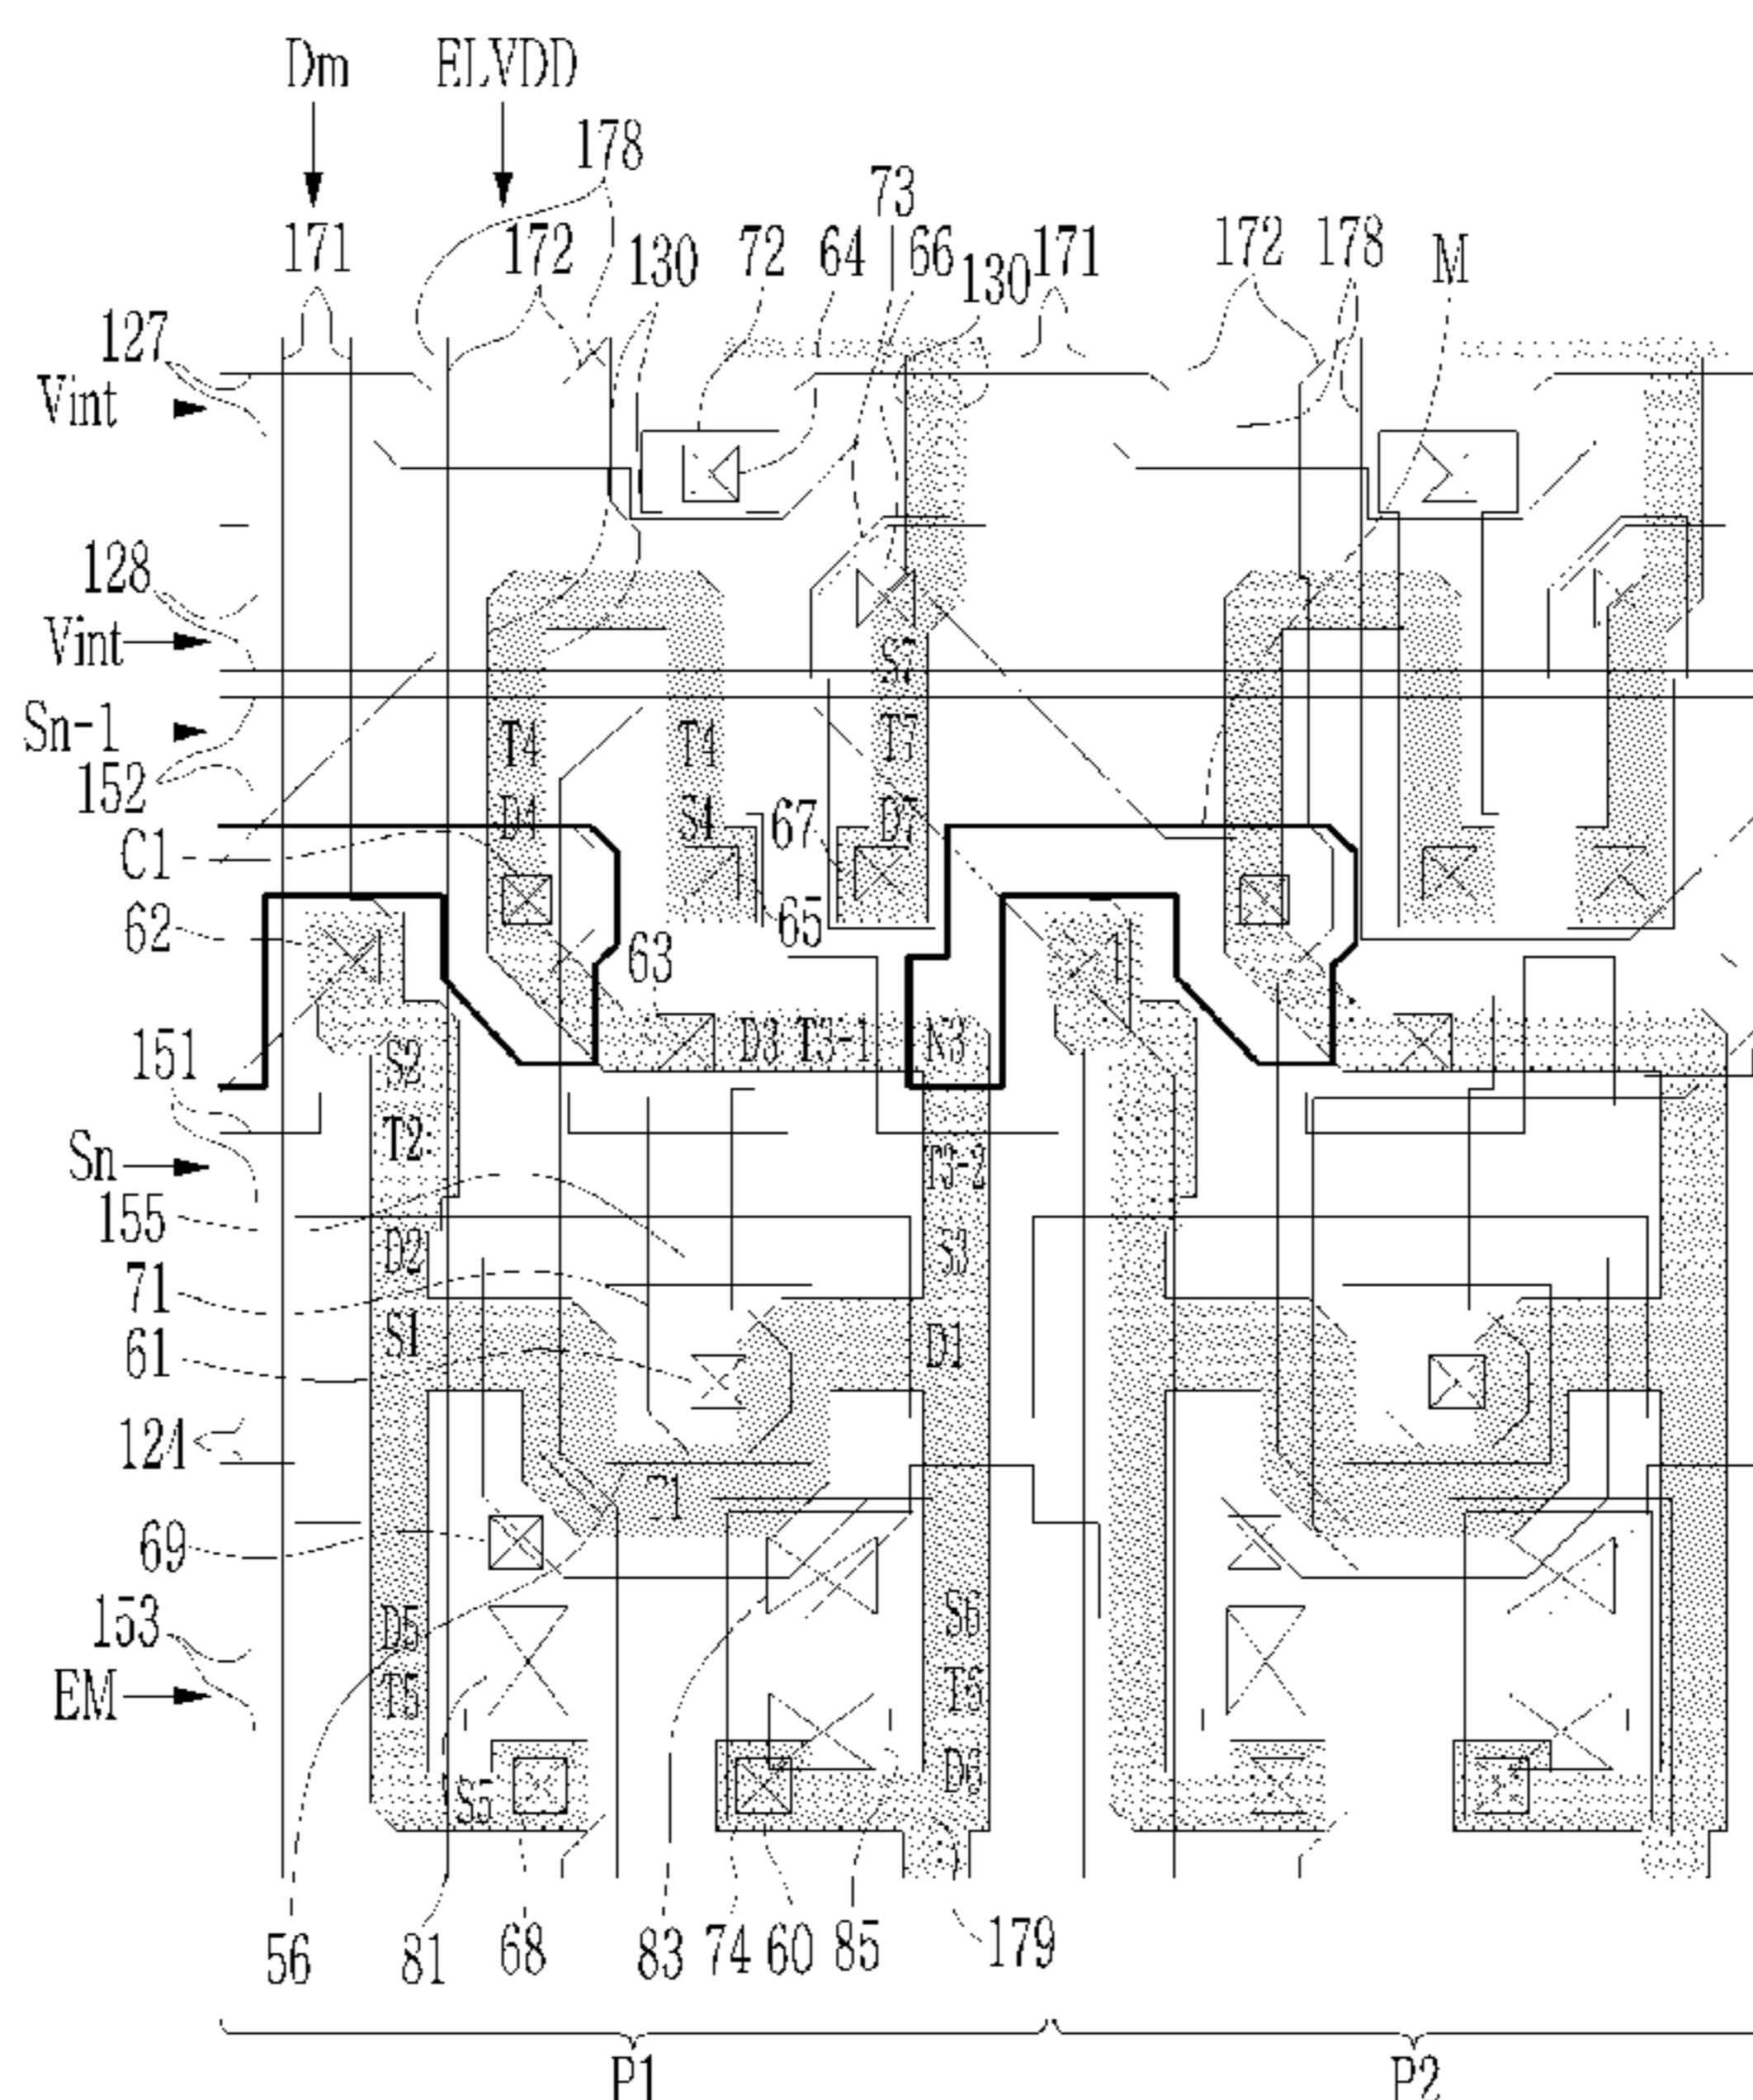 Dm ELVDD
178
73
171 172 130 72 64 66 130 171 172 178 M
127
Vint
128
Vint
S7
Sn-1
T4 T4 T7
152
D4 S4 67 D7
C1
62 63 65
151
S2 D3 T3-1 N3
T2
Sn
T3-2
155
D2 S3
71
61 S1 D1
124
T1
69
153 D5 S6
EM T5 T6
S5 D6
56 81 68 83 74 60 85 179
P1 P2